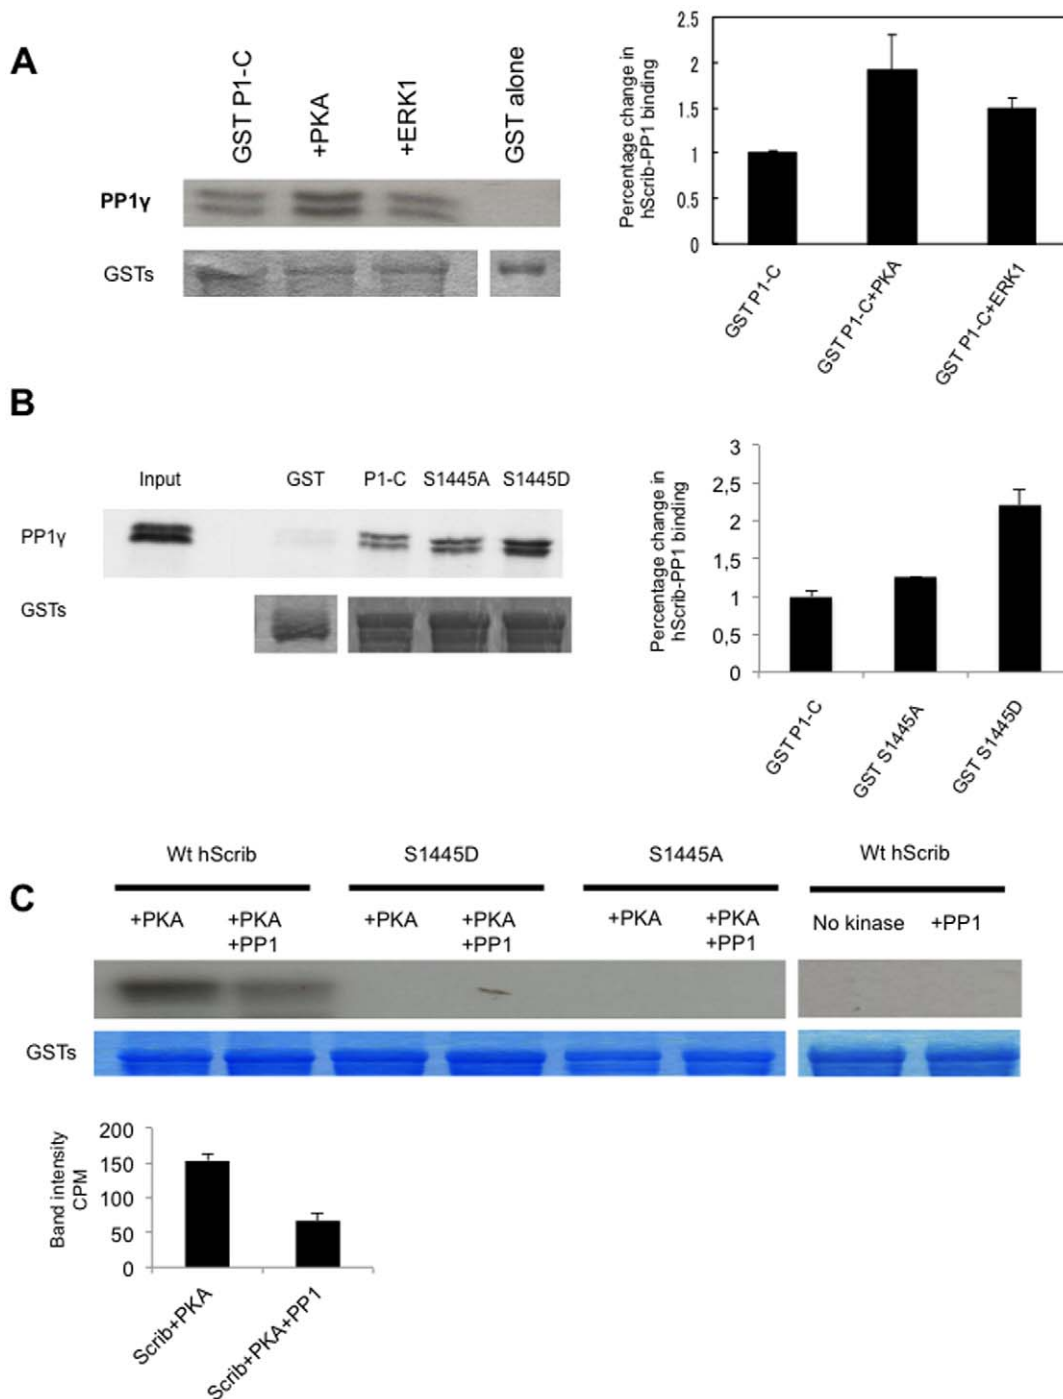 A
GST P1-C
+PKA
+ERK1
GST alone
PP1γ
GSTs
Percentage change in
hScrib-PP1 binding
2.5
2
1.5
1
0.5
0
GST P1-C
GST P1-C+PKA
GST P1-C+ERK1
B
Input
GST
P1-C
S1445A
S1445D
PP1γ
GSTs
Percentage change in
hScrib-PP1 binding
3
2,5
2
1,5
1
0,5
0
GST P1-C
GST S1445A
GST S1445D
C
Wt hScrib
S1445D
S1445A
Wt hScrib
+PKA
+PKA
+PP1
+PKA
+PKA
+PP1
+PKA
+PKA
+PP1
No kinase
+PP1
GSTs
Band intensity
CPM
200
150
100
50
0
Scrib+PKA
Scrib+PKA+PP1